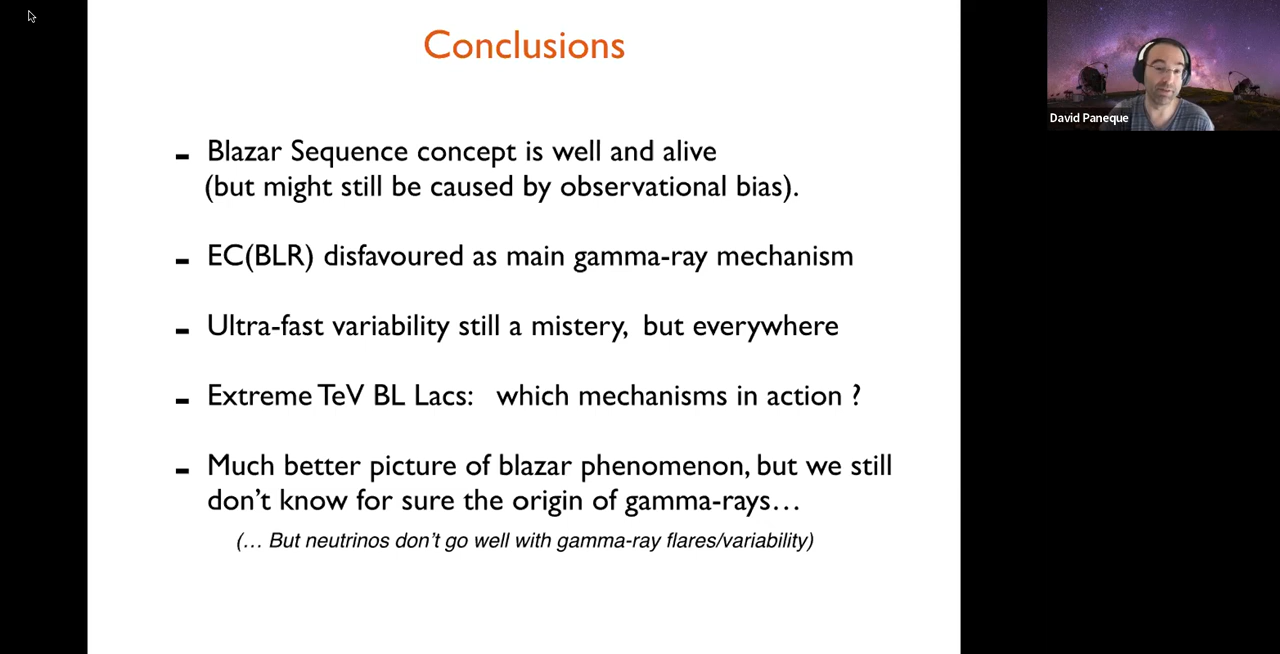 Conclusions
David Paneque
- Blazar Sequence concept is well and alive
(but might still be caused by observational bias).
- EC(BLR) disfavoured as main gamma-ray mechanism
- Ultra-fast variability still a mistery, but everywhere
- Extreme TeV BL Lacs: which mechanisms in action ?
- Much better picture of blazar phenomenon, but we still
don’t know for sure the origin of gamma-rays…
(… But neutrinos don’t go well with gamma-ray flares/variability)